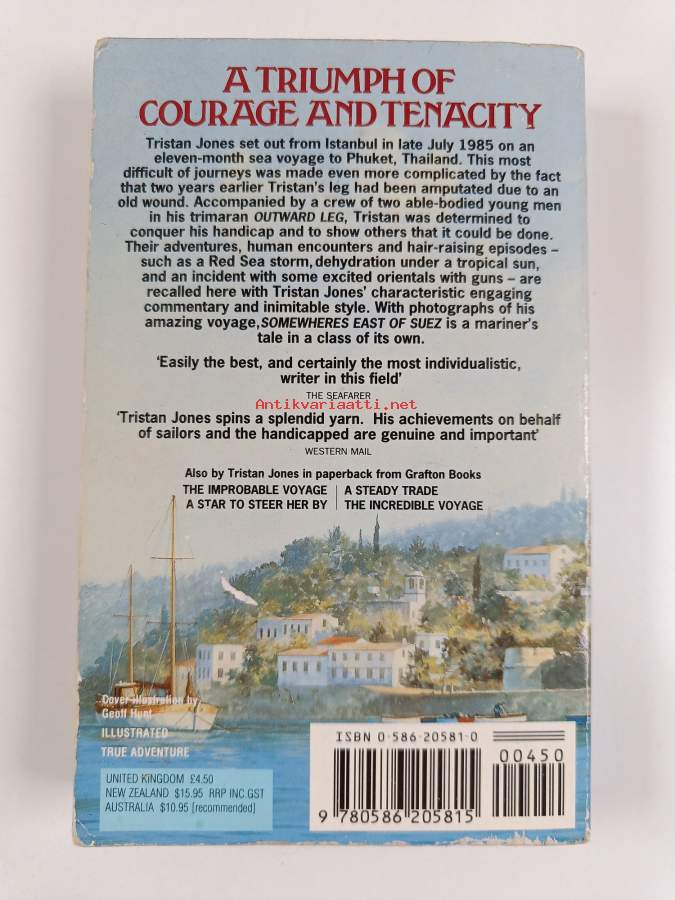 A TRIUMPH OF
COURAGE AND TENACITY
Tristan Jones set out from Istanbul in late July 1985 on an
eleven-month sea voyage to Phuket, Thailand. This most
difficult of journeys was made even more complicated by the fact
that two years earlier Tristan's leg had been amputated due to an
old wound. Accompanied by a crew of two able-bodied young men
in his trimaran OUTWARD LEG, Tristan was determined to
conquer his handicap and to show others that it could be done.
Their adventures, human encounters and hair-raising episodes –
such as a Red Sea storm, dehydration under a tropical sun,
and an incident with some excited orientals with guns – are
recalled here with Tristan Jones' characteristic engaging
commentary and inimitable style. With photographs of his
amazing voyage, SOMEWHERES EAST OF SUEZ is a mariner's
tale in a class of its own.
'Easily the best, and certainly the most individualistic,
writer in this field'
THE SEAFARER
Antikvariaatti.net
'Tristan Jones spins a splendid yarn. His achievements on behalf
of sailors and the handicapped are genuine and important'
WESTERN MAIL
Also by Tristan Jones in paperback from Grafton Books
THE IMPROBABLE VOYAGE | A STEADY TRADE
A STAR TO STEER HER BY | THE INCREDIBLE VOYAGE
Cover illustration by
Geoff Hunt
ILLUSTRATED
TRUE ADVENTURE
UNITED KINGDOM £4.50
NEW ZEALAND $15.95 RRP INC.GST
AUSTRALIA $10.95 [recommended]
ISBN 0-586-20581-0
00450
9 780586 205815